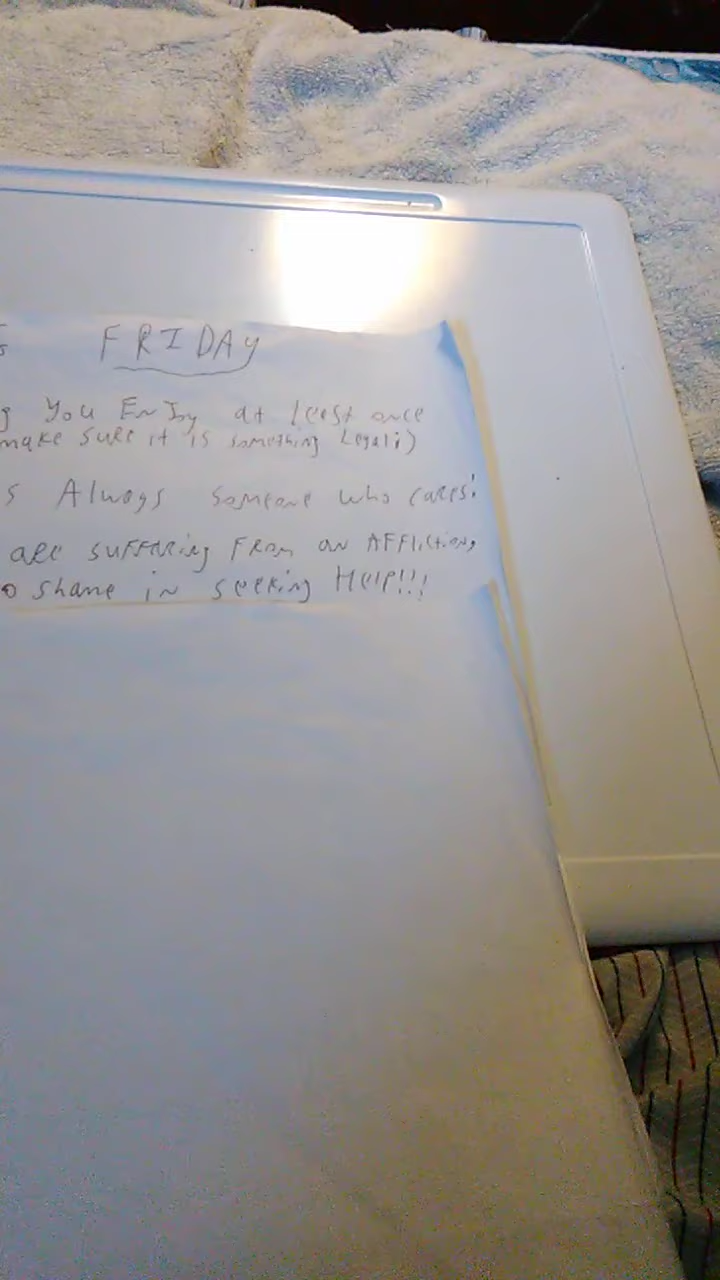 s FRIDAY
g You EnJoy at least once
make sure it is something Legal;)
s Always someone who cares!
are suffering From an AFFliction,
o shame in seeking Help!!!